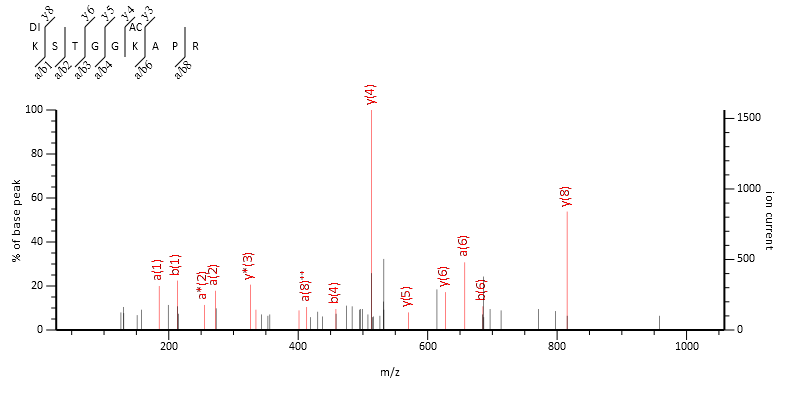 y8 y6 y5 y4 y3
DI AC
K S T G G K A P R
a/b1 a/b2 a/b3 a/b4 a/b6 a/b8
y(4)
100
1500
80
y(8)
60
1000
% of base peak
ion current
40
a(6)
500
b(1)
a(1)
y*(3)
a(2)
y(6)
20
a*(2)
a(8)⁺⁺
b(4)
b(6)
y(5)
0
0
200 400 600 800 1000
m/z